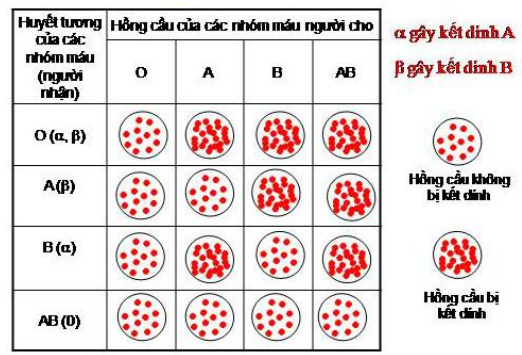 Huyết tương
của các
nhóm máu
(người
nhận)
Hồng cầu của các nhóm máu người cho
O
A
B
AB
O (α, β)
A(β)
B (α)
AB (0)
α gây kết dính A
β gây kết dính B
Hồng cầu không
bị kết dính
Hồng cầu bị
kết dính